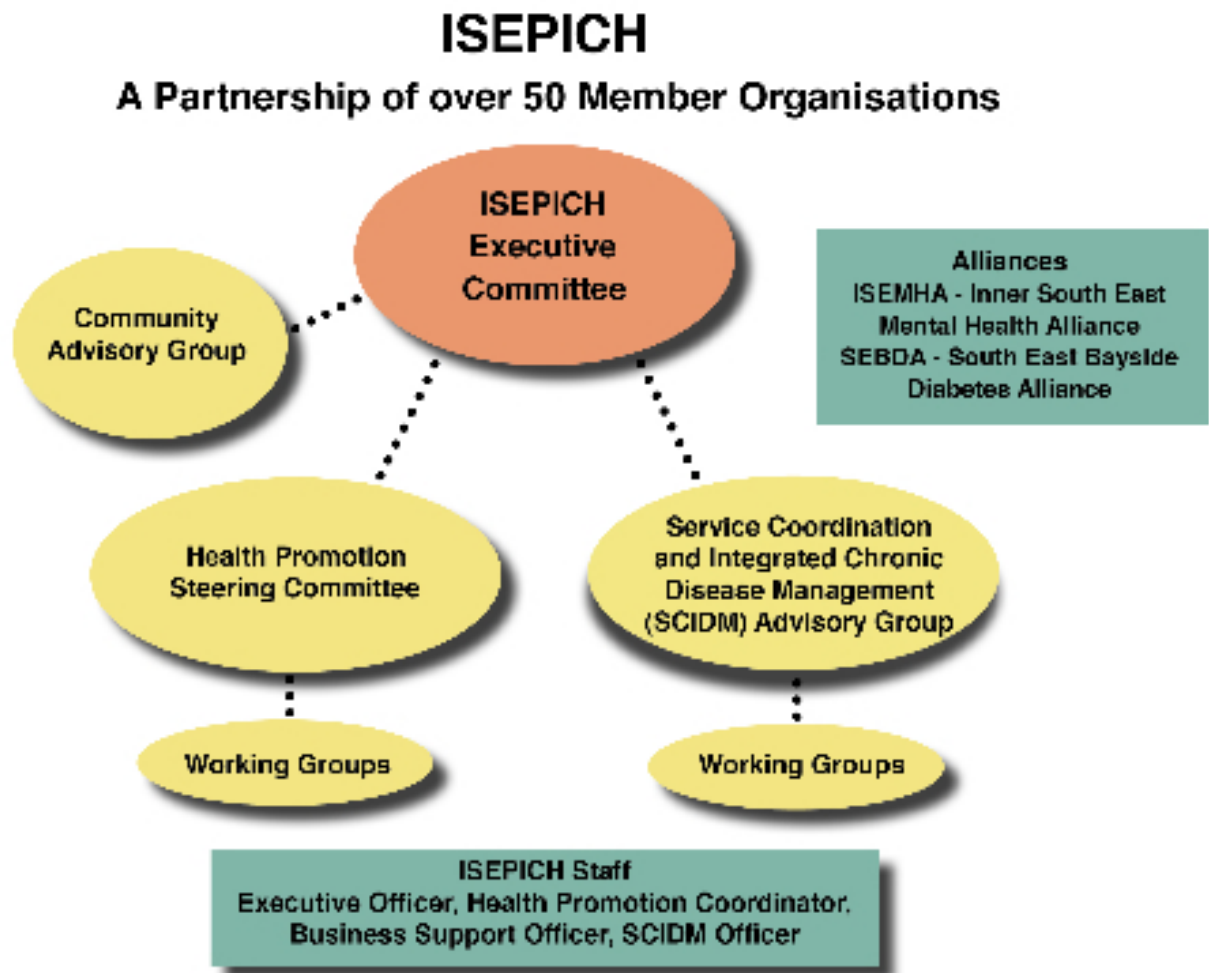 ISEPICH
A Partnership of over 50 Member Organisations
ISEPICH
Executive
Committee
Community
Advisory Group
Alliances
ISEMHA - Inner South East
Mental Health Alliance
SEBDA - South East Bayside
Diabetes Alliance
Health Promotion
Steering Committee
Service Coordination
and Integrated Chronic
Disease Management
(SCIDM) Advisory Group
Working Groups
Working Groups
ISEPICH Staff
Executive Officer, Health Promotion Coordinator,
Business Support Officer, SCIDM Officer